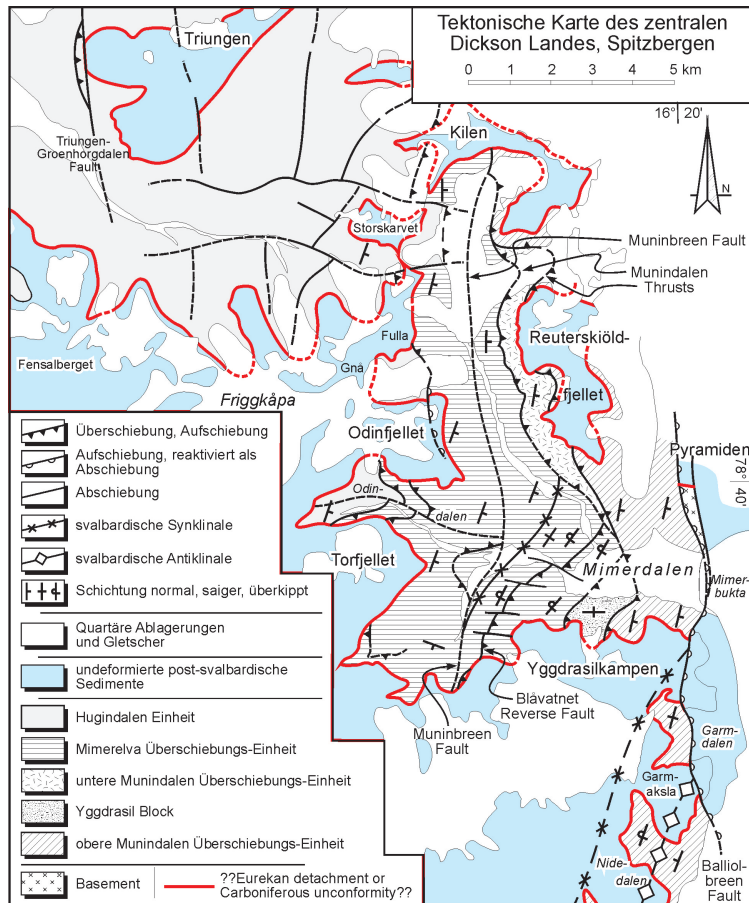 Tektonische Karte des zentralen
Dickson Landes, Spitzbergen
0 1 2 3 4 5 km
16° 20'
N
Triungen
Triungen-
Groenhorgdalen
Fault
Kilen
Storskarvet
Muninbreen Fault
Munindalen
Thrusts
Fulla
Reuterskiöld-
fjellet
Fensalberget
Gnå
Friggkåpa
Odinfjellet
Pyramiden
78° 40'
Odin-
dalen
Torfjellet
Mimerdalen
Mimer-
bukta
Yggdrasilkampen
Blåvatnet
Reverse Fault
Muninbreen
Fault
Garm-
dalen
Garm-
aksla
Nide-
dalen
Balliol-
breen
Fault
Überschiebung, Aufschiebung
Aufschiebung, reaktiviert als
Abschiebung
Abschiebung
svalbardische Synklinale
svalbardische Antiklinale
Schichtung normal, saiger, überkippt
Quartäre Ablagerungen
und Gletscher
undeformierte post-svalbardische
Sedimente
Hugindalen Einheit
Mimerelva Überschiebungs-Einheit
untere Munindalen Überschiebungs-Einheit
Yggdrasil Block
obere Munindalen Überschiebungs-Einheit
Basement
??Eurekan detachment or
Carboniferous unconformity??